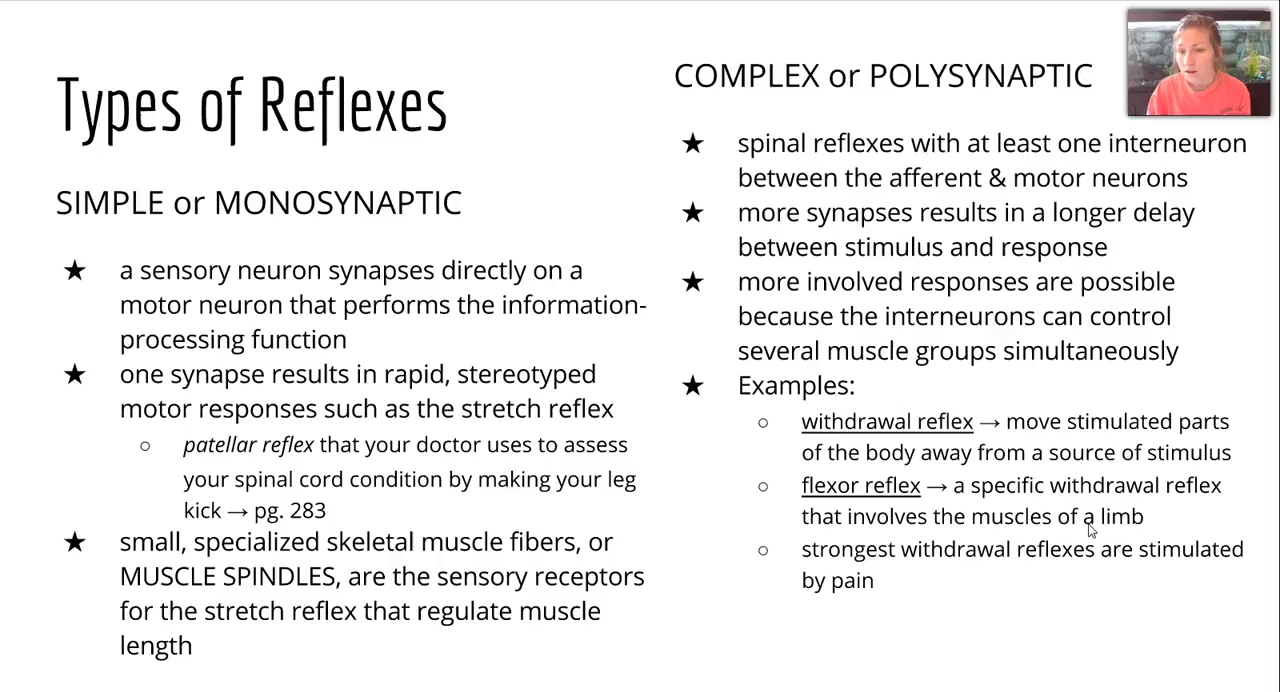 Types of Reflexes
SIMPLE or MONOSYNAPTIC
★ a sensory neuron synapses directly on a
motor neuron that performs the information-
processing function
★ one synapse results in rapid, stereotyped
motor responses such as the stretch reflex
○ patellar reflex that your doctor uses to assess
your spinal cord condition by making your leg
kick → pg. 283
★ small, specialized skeletal muscle fibers, or
MUSCLE SPINDLES, are the sensory receptors
for the stretch reflex that regulate muscle
length
COMPLEX or POLYSYNAPTIC
★ spinal reflexes with at least one interneuron
between the afferent & motor neurons
★ more synapses results in a longer delay
between stimulus and response
★ more involved responses are possible
because the interneurons can control
several muscle groups simultaneously
★ Examples:
○ withdrawal reflex → move stimulated parts
of the body away from a source of stimulus
○ flexor reflex → a specific withdrawal reflex
that involves the muscles of a limb
○ strongest withdrawal reflexes are stimulated
by pain